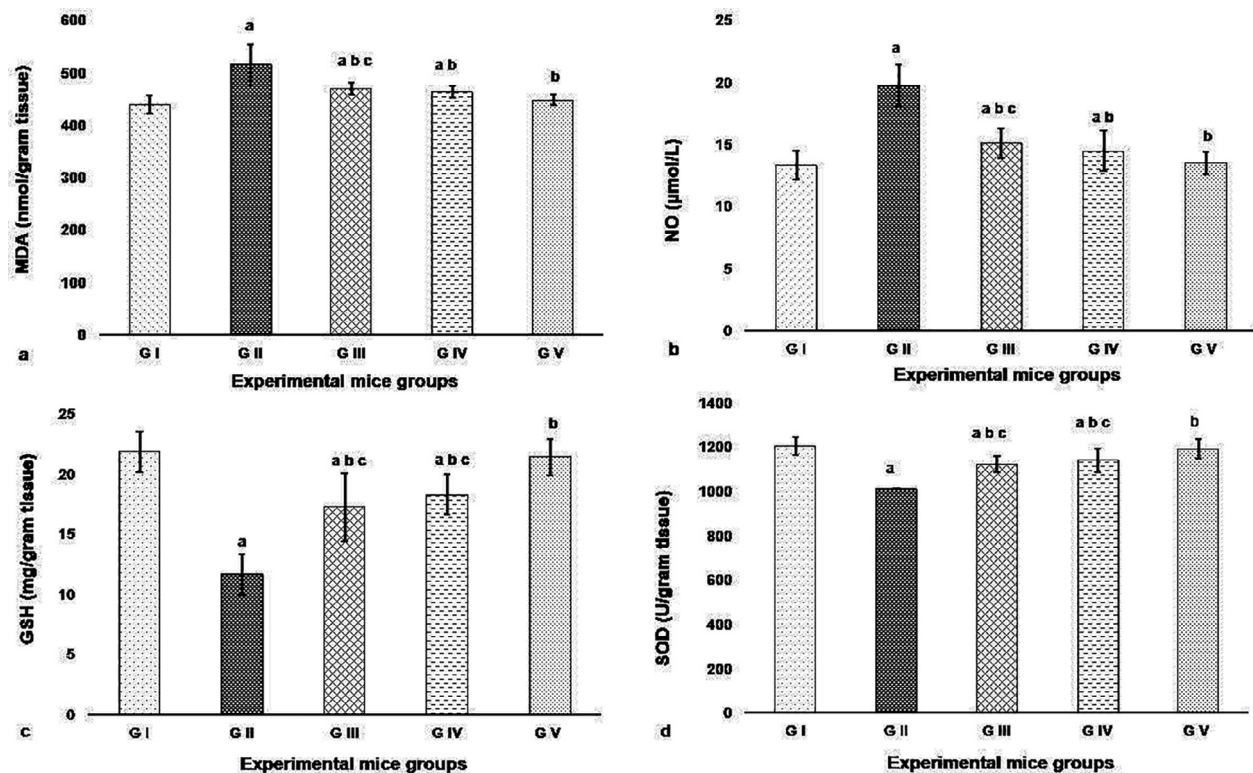 600
500
400
300
200
100
0
MDA (nmol/gram tissue)
a
a b c
a b
b
G I G II G III G IV G V
Experimental mice groups
a
25
20
15
10
5
0
NO (µmol/L)
a
a b c
a b
b
G I G II G III G IV G V
Experimental mice groups
b
25
20
15
10
5
0
GSH (mg/gram tissue)
a
a b c
a b c
b
G I G II G III G IV G V
Experimental mice groups
c
1400
1200
1000
800
600
400
200
0
SOD (U/gram tissue)
a
a b c
a b c
b
G I G II G III G IV G V
Experimental mice groups
d